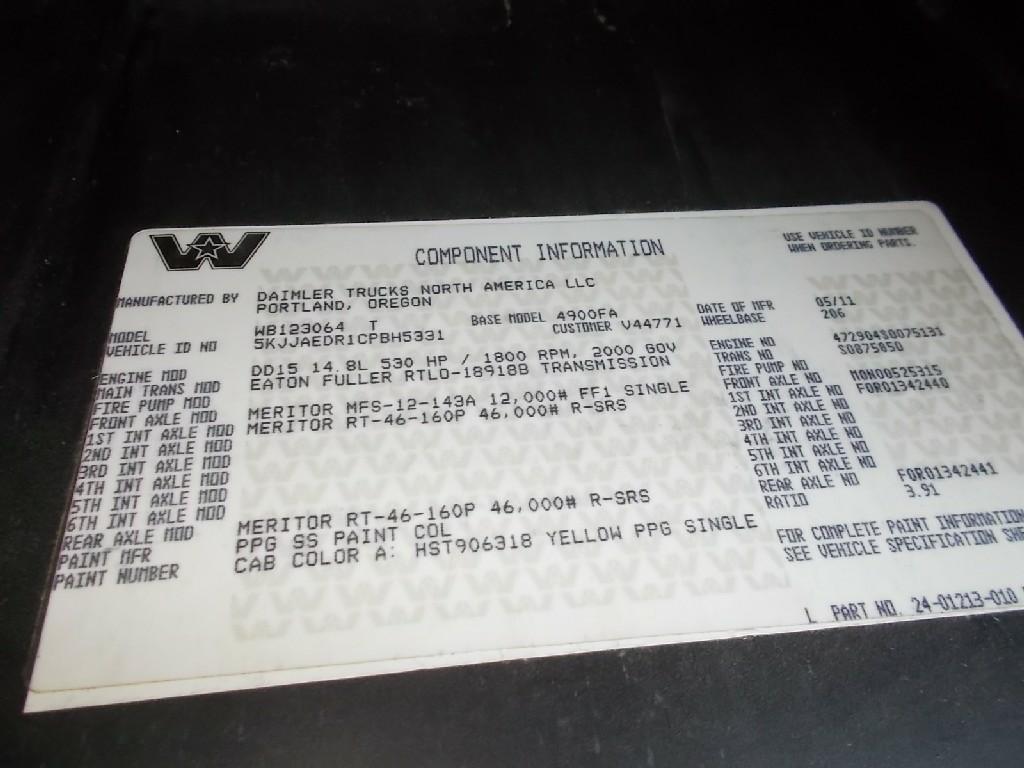 COMPONENT INFORMATION
USE VEHICLE ID NUMBER
WHEN ORDERING PARTS.
MANUFACTURED BY DAIMLER TRUCKS NORTH AMERICA LLC
PORTLAND, OREGON
MODEL WB123064 T BASE MODEL 4900FA DATE OF MFR 05/11
VEHICLE ID NO 5KJJAEDR1CPBH5331 CUSTOMER V44771 WHEELBASE 206
ENGINE MOD DD15 14.8L 530 HP / 1800 RPM, 2000 GOV ENGINE NO 472904S0075131
MAIN TRANS MOD EATON FULLER RTLO-18918B TRANSMISSION TRANS NO S0875850
FIRE PUMP MOD FIRE PUMP NO
FRONT AXLE MOD MERITOR MFS-12-143A 12,000# FF1 SINGLE FRONT AXLE NO MON00525315
1ST INT AXLE MOD MERITOR RT-46-160P 46,000# R-SRS 1ST INT AXLE NO FOR01342440
2ND INT AXLE MOD 2ND INT AXLE NO
3RD INT AXLE MOD 3RD INT AXLE NO
4TH INT AXLE MOD 4TH INT AXLE NO
5TH INT AXLE MOD 5TH INT AXLE NO
6TH INT AXLE MOD 6TH INT AXLE NO
REAR AXLE MOD MERITOR RT-46-160P 46,000# R-SRS REAR AXLE NO FOR01342441
PAINT MFR PPG SS PAINT COL RATIO 3.91
PAINT NUMBER CAB COLOR A: HST906318 YELLOW PPG SINGLE
FOR COMPLETE PAINT INFORMATION
SEE VEHICLE SPECIFICATION SHE
L PART NO. 24-01213-010